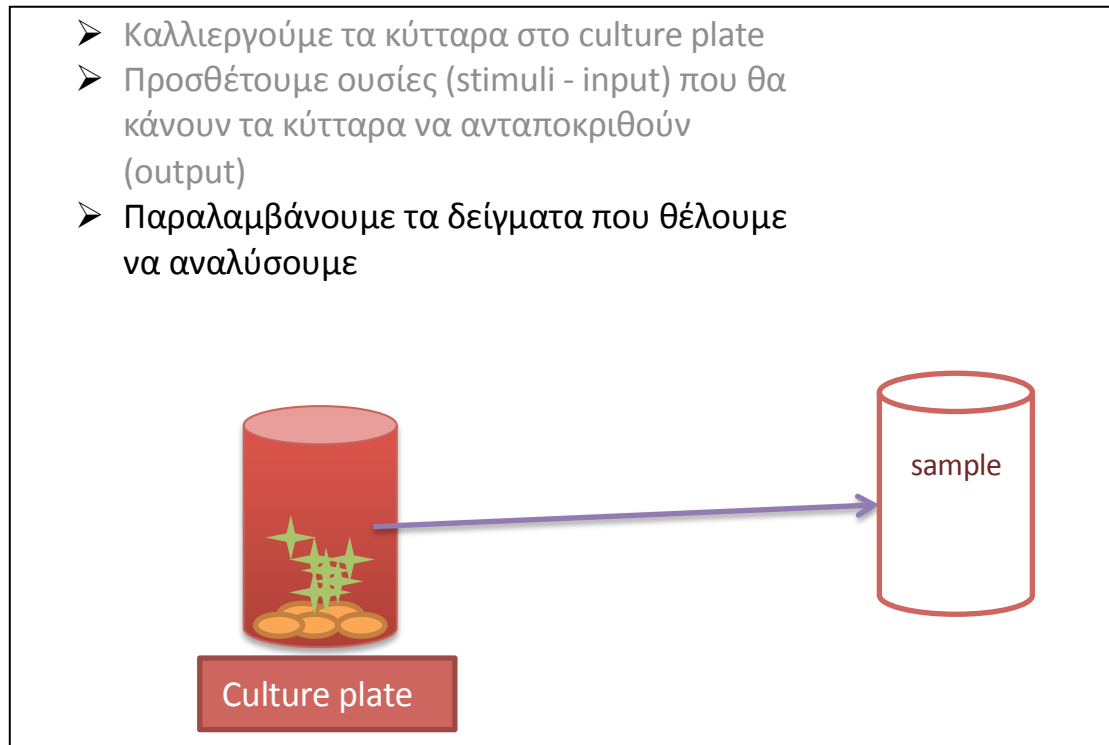 ➢ Καλλιεργούμε τα κύτταρα στο culture plate
➢ Προσθέτουμε ουσίες (stimuli - input) που θα
κάνουν τα κύτταρα να ανταποκριθούν
(output)
➢ Παραλαμβάνουμε τα δείγματα που θέλουμε
να αναλύσουμε
sample
Culture plate